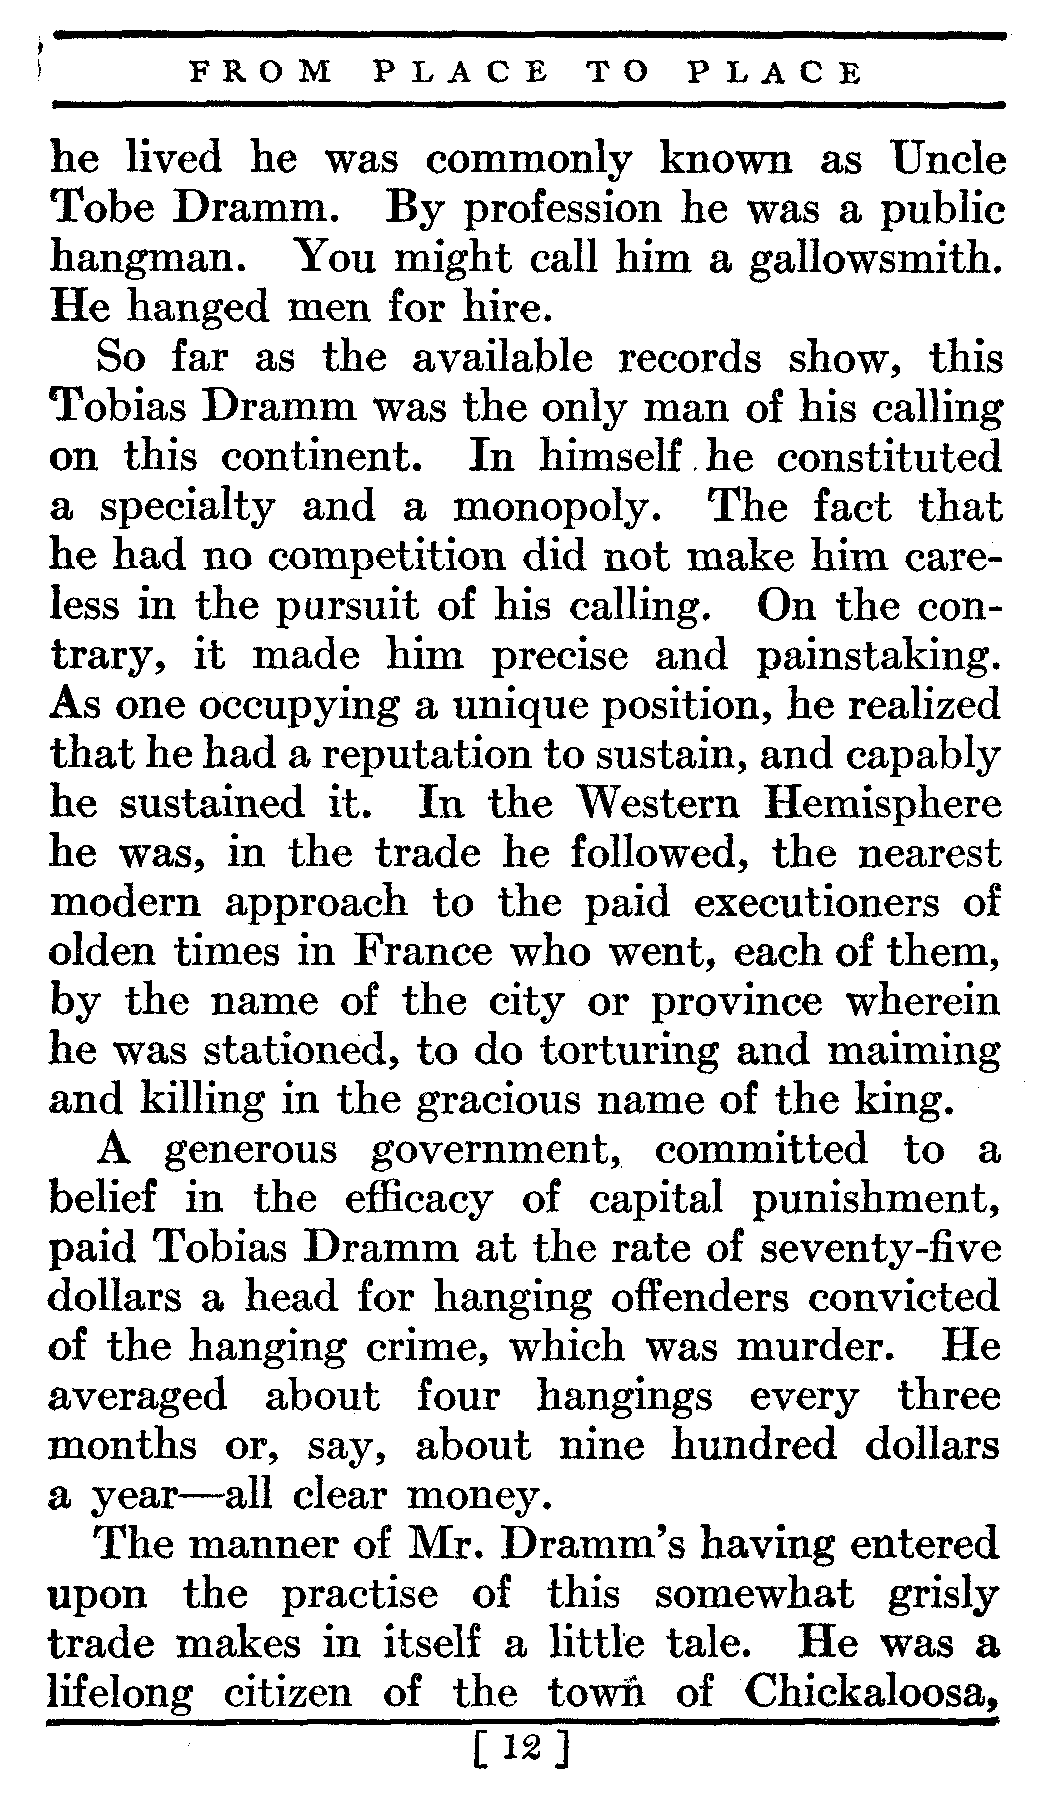 FROM PLACE TO PLACE
he lived he was commonly known as Uncle
Tobe Dramm. By profession he was a public
hangman. You might call him a gallowsmith.
He hanged men for hire.
So far as the available records show, this
Tobias Dramm was the only man of his calling
on this continent. In himself he constituted
a specialty and a monopoly. The fact that
he had no competition did not make him care-
less in the pursuit of his calling. On the con-
trary, it made him precise and painstaking.
As one occupying a unique position, he realized
that he had a reputation to sustain, and capably
he sustained it. In the Western Hemisphere
he was, in the trade he followed, the nearest
modern approach to the paid executioners of
olden times in France who went, each of them,
by the name of the city or province wherein
he was stationed, to do torturing and maiming
and killing in the gracious name of the king.
A generous government, committed to a
belief in the efficacy of capital punishment,
paid Tobias Dramm at the rate of seventy-five
dollars a head for hanging offenders convicted
of the hanging crime, which was murder. He
averaged about four hangings every three
months or, say, about nine hundred dollars
a year—all clear money.
The manner of Mr. Dramm's having entered
upon the practise of this somewhat grisly
trade makes in itself a little tale. He was a
lifelong citizen of the town of Chickaloosa,
[ 12 ]